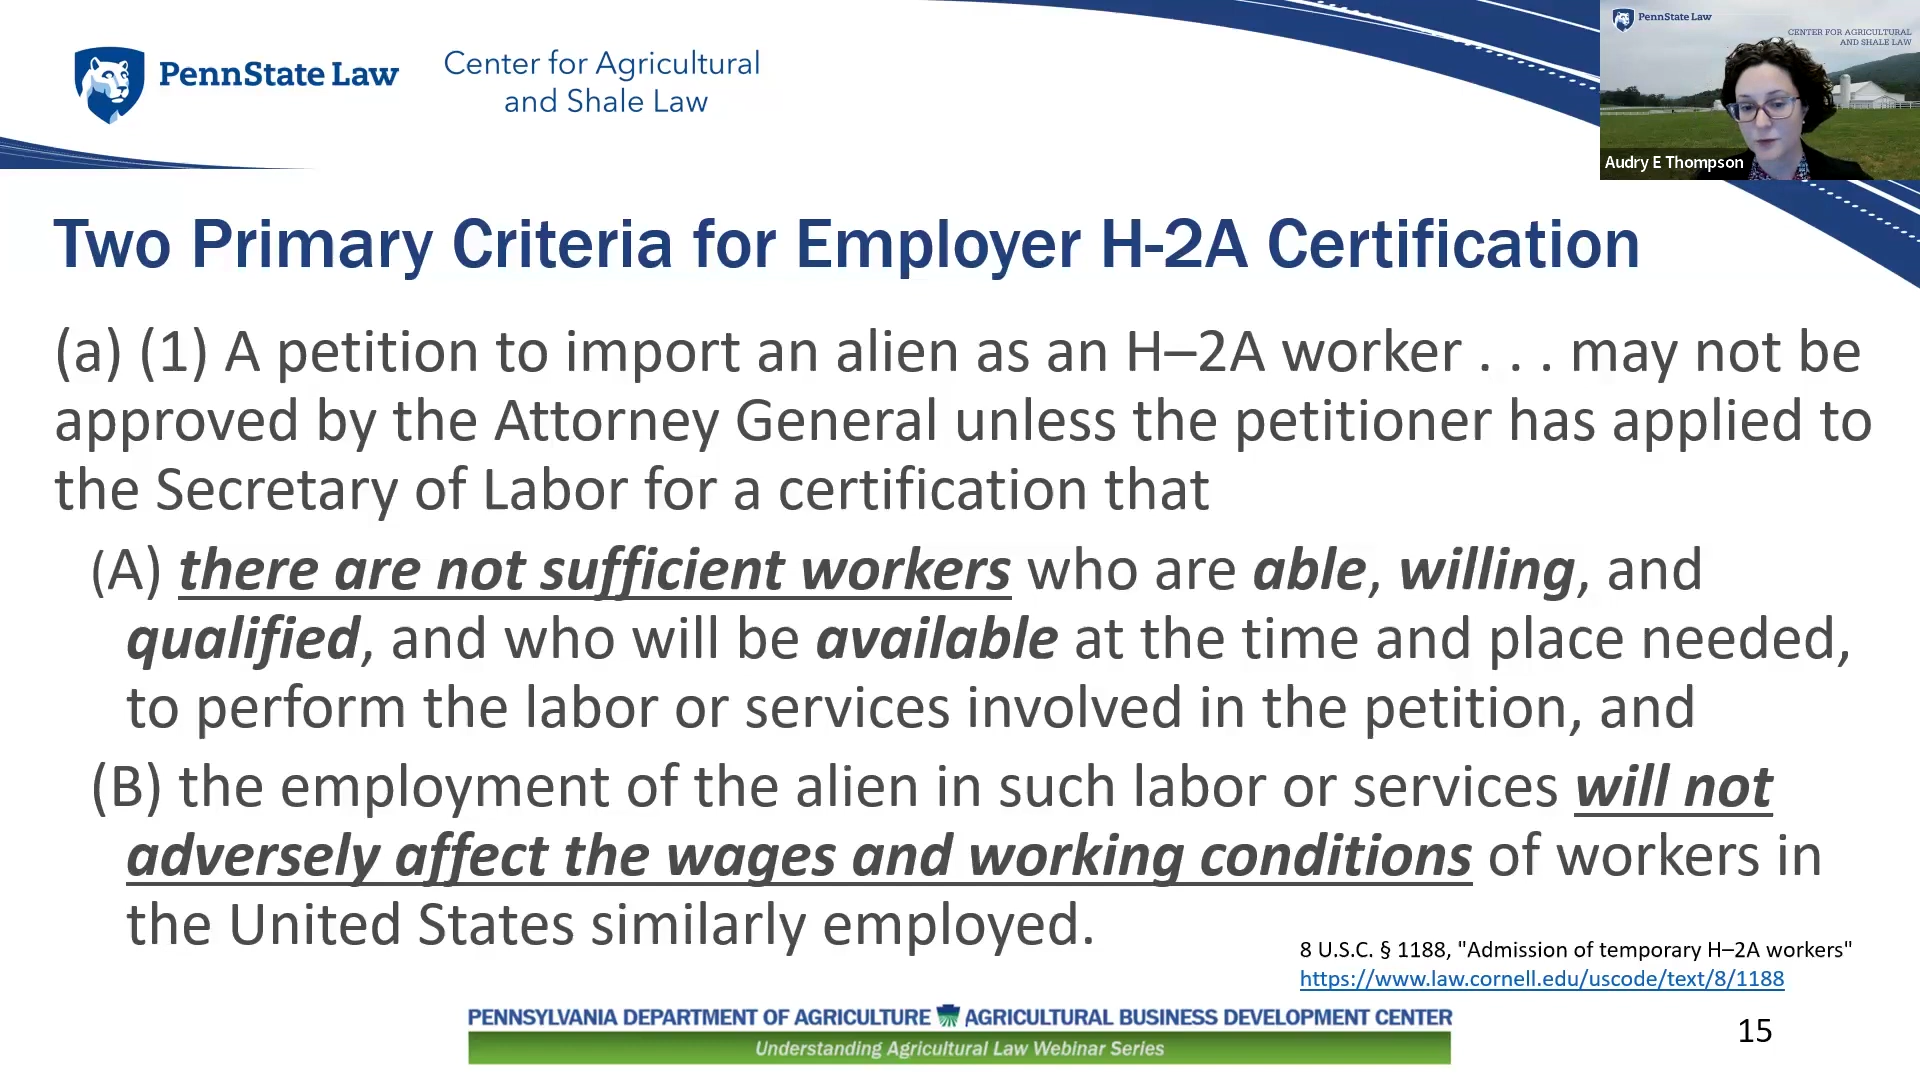 PennState Law
Center for Agricultural
and Shale Law
PennState Law
CENTER FOR AGRICULTURAL
AND SHALE LAW
Audry E Thompson
Two Primary Criteria for Employer H-2A Certification
(a) (1) A petition to import an alien as an H–2A worker . . . may not be
approved by the Attorney General unless the petitioner has applied to
the Secretary of Labor for a certification that
(A) there are not sufficient workers who are able, willing, and
qualified, and who will be available at the time and place needed,
to perform the labor or services involved in the petition, and
(B) the employment of the alien in such labor or services will not
adversely affect the wages and working conditions of workers in
the United States similarly employed.
8 U.S.C. § 1188, "Admission of temporary H–2A workers"
https://www.law.cornell.edu/uscode/text/8/1188
PENNSYLVANIA DEPARTMENT OF AGRICULTURE AGRICULTURAL BUSINESS DEVELOPMENT CENTER
Understanding Agricultural Law Webinar Series
15